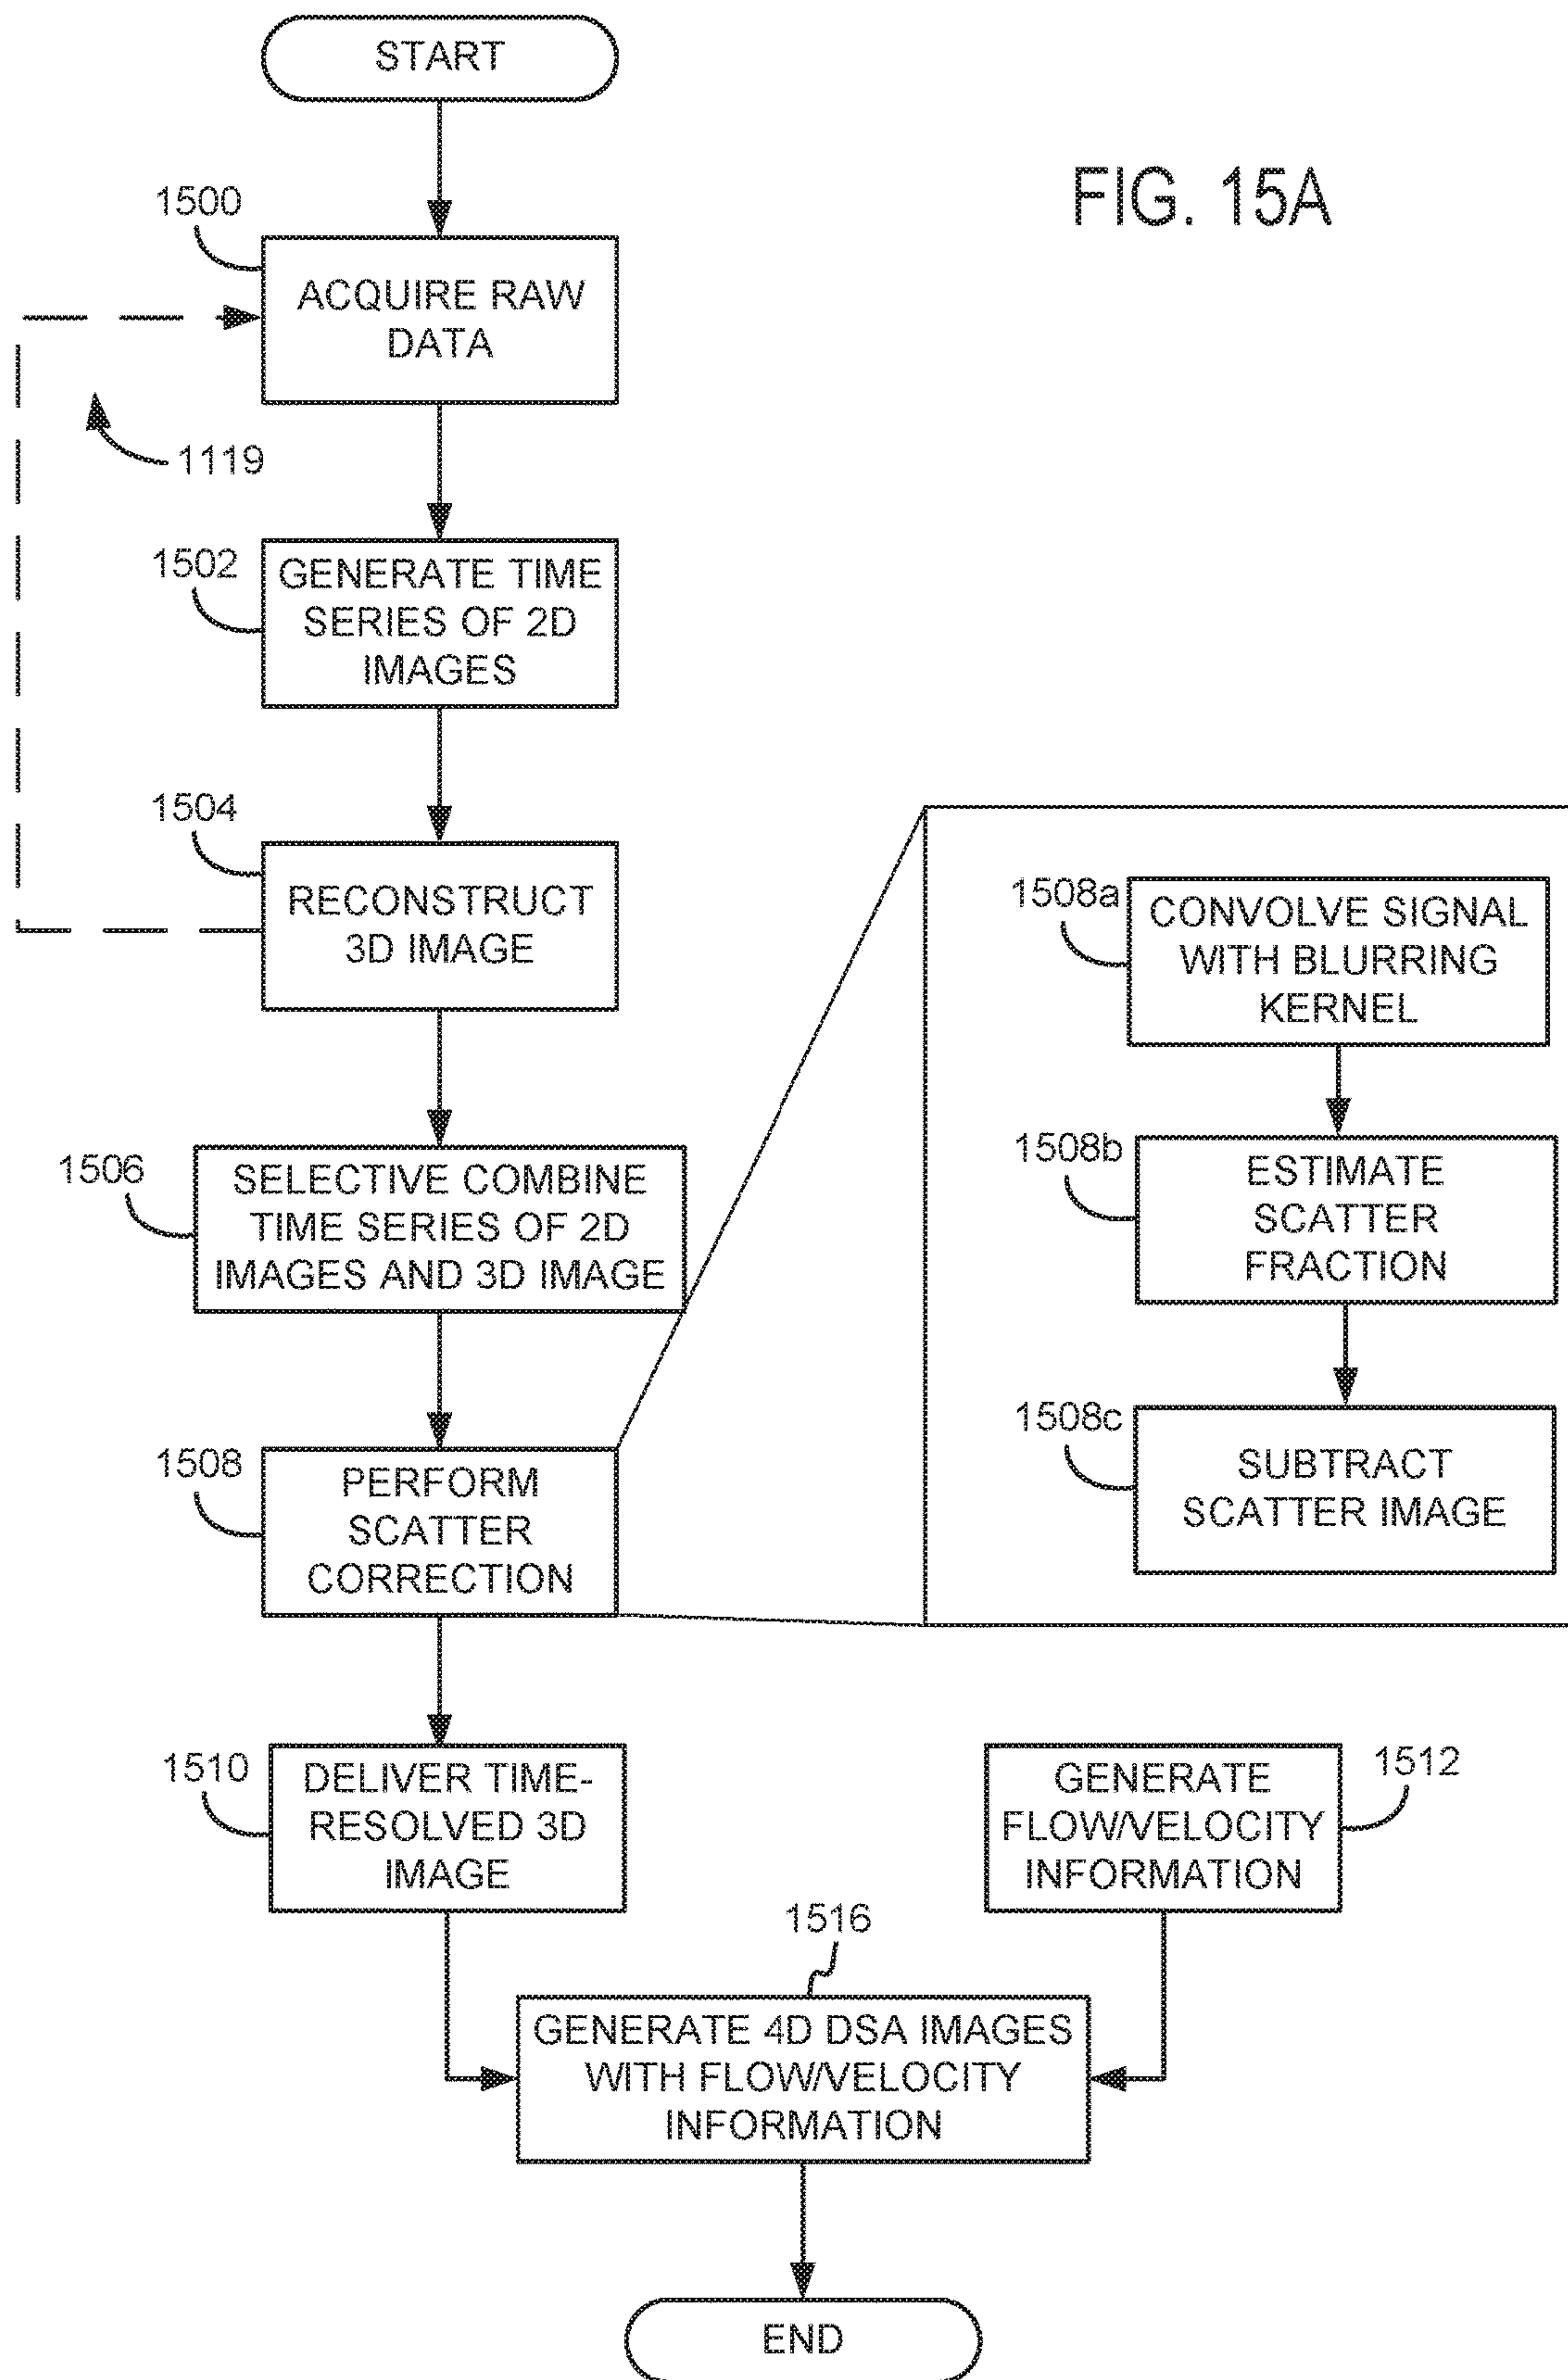 START
FIG. 15A
1500
ACQUIRE RAW
DATA
1119
1502
GENERATE TIME
SERIES OF 2D
IMAGES
1504
RECONSTRUCT
3D IMAGE
1506
SELECTIVE COMBINE
TIME SERIES OF 2D
IMAGES AND 3D IMAGE
1508
PERFORM
SCATTER
CORRECTION
1508a
CONVOLVE SIGNAL
WITH BLURRING
KERNEL
1508b
ESTIMATE
SCATTER
FRACTION
1508c
SUBTRACT
SCATTER IMAGE
1510
DELIVER TIME-
RESOLVED 3D
IMAGE
1512
GENERATE
FLOW/VELOCITY
INFORMATION
1516
GENERATE 4D DSA IMAGES
WITH FLOW/VELOCITY
INFORMATION
END